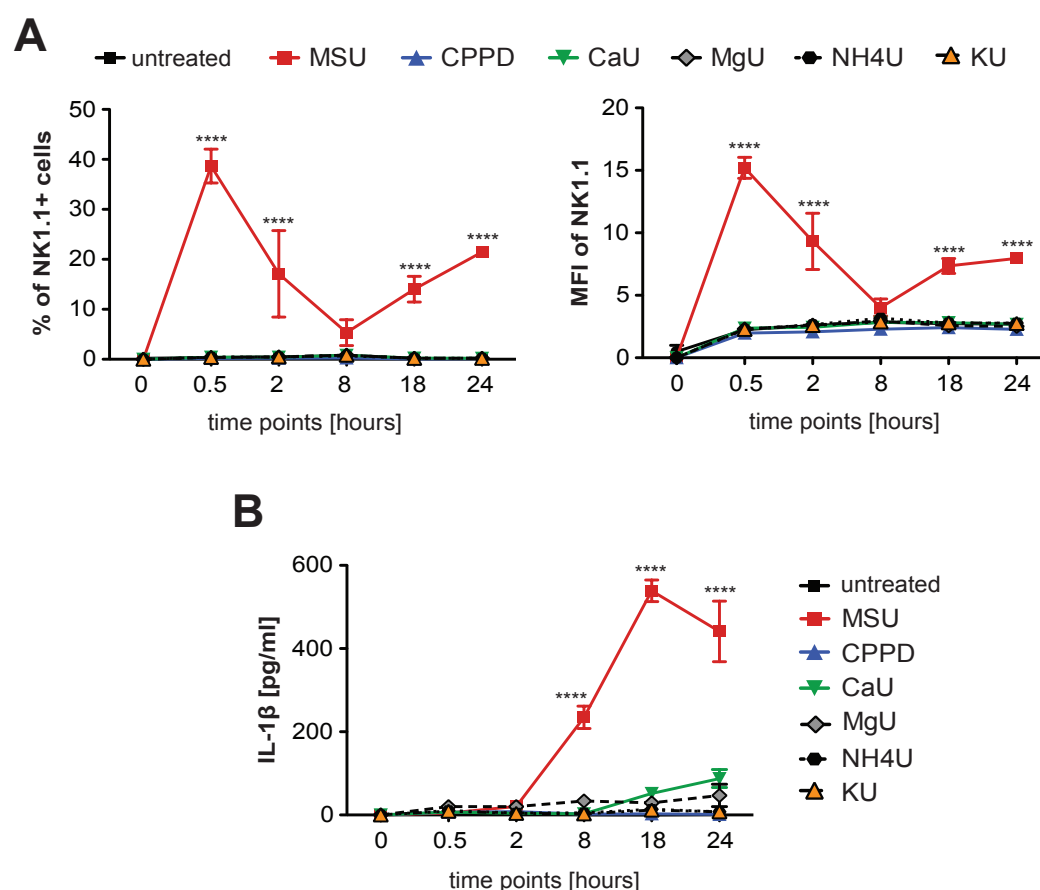 A
untreated MSU CPPD CaU MgU NH4U KU
% of NK1.1+ cells
50
40
30
20
10
0
****
****
****
****
0 0.5 2 8 18 24
time points [hours]
MFI of NK1.1
20
15
10
5
0
****
****
****
****
0 0.5 2 8 18 24
time points [hours]
B
IL-1β [pg/ml]
600
400
200
0
****
****
****
0 0.5 2 8 18 24
time points [hours]
untreated
MSU
CPPD
CaU
MgU
NH4U
KU